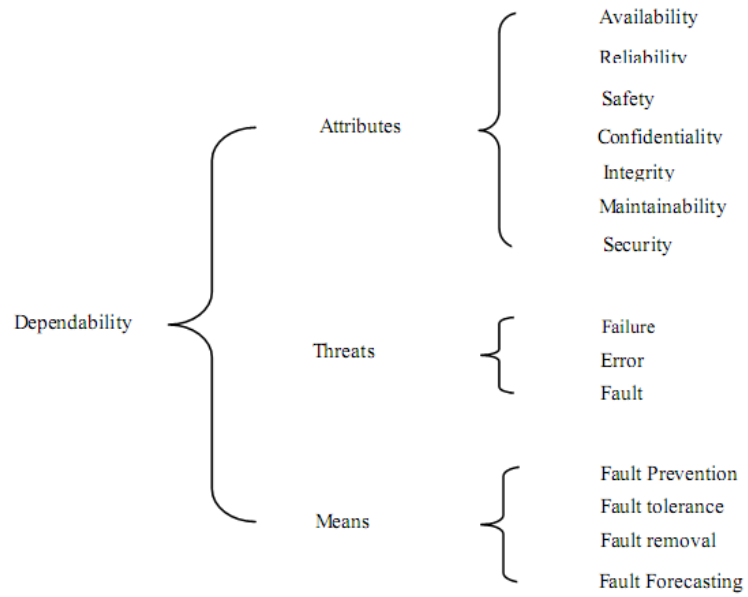 Availability
Reliability
Safety
Attributes
Confidentiality
Integrity
Maintainability
Security
Dependability
Failure
Threats
Error
Fault
Fault Prevention
Fault tolerance
Means
Fault removal
Fault Forecasting